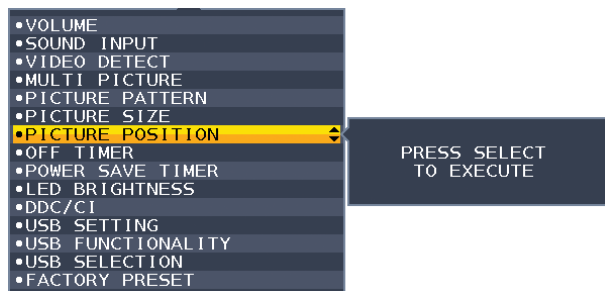 •VOLUME
•SOUND INPUT
•VIDEO DETECT
•MULTI PICTURE
•PICTURE PATTERN
•PICTURE SIZE
•PICTURE POSITION
•OFF TIMER
•POWER SAVE TIMER
•LED BRIGHTNESS
•DDC/CI
•USB SETTING
•USB FUNCTIONALITY
•USB SELECTION
•FACTORY PRESET
PRESS SELECT
TO EXECUTE